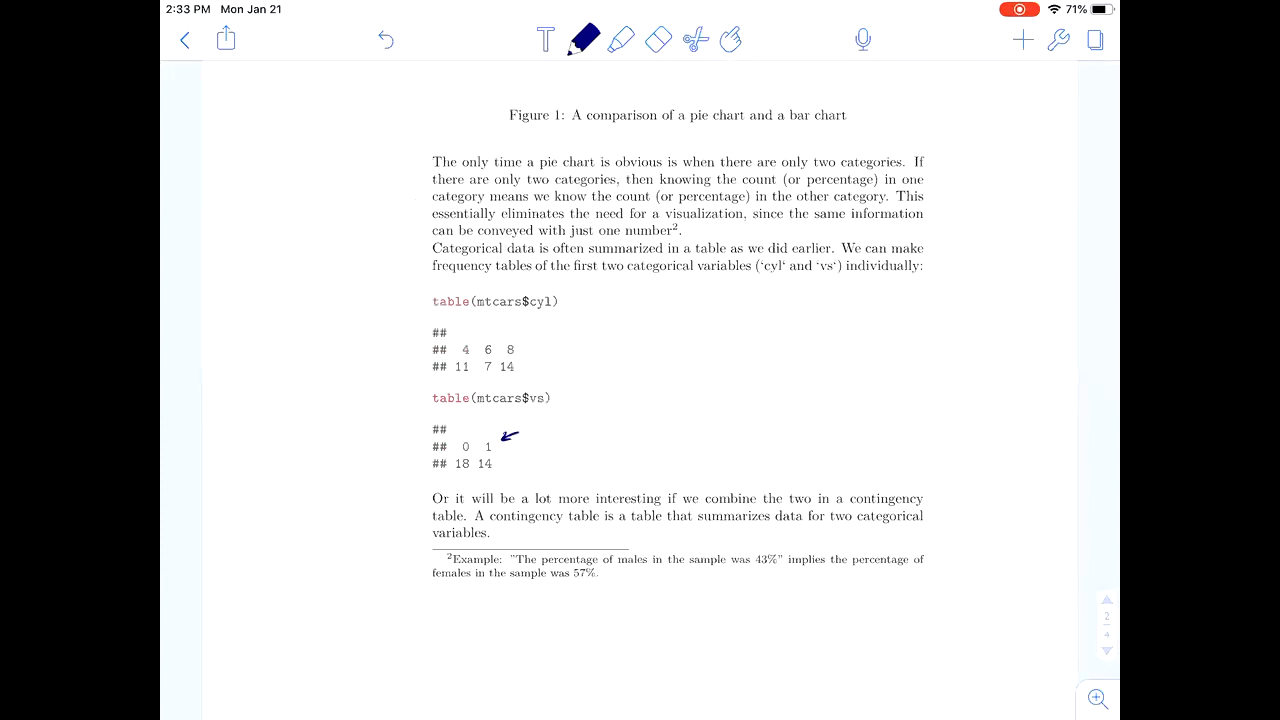 2:33 PM Mon Jan 21
71%
T
Figure 1: A comparison of a pie chart and a bar chart
The only time a pie chart is obvious is when there are only two categories. If
there are only two categories, then knowing the count (or percentage) in one
category means we know the count (or percentage) in the other category. This
essentially eliminates the need for a visualization, since the same information
can be conveyed with just one number².
Categorical data is often summarized in a table as we did earlier. We can make
frequency tables of the first two categorical variables (‘cyl‘ and ‘vs‘) individually:
table(mtcars$cyl)
##
## 4 6 8
## 11 7 14
table(mtcars$vs)
##
## 0 1
## 18 14
Or it will be a lot more interesting if we combine the two in a contingency
table. A contingency table is a table that summarizes data for two categorical
variables.
²Example: ”The percentage of males in the sample was 43%” implies the percentage of
females in the sample was 57%.
2
4